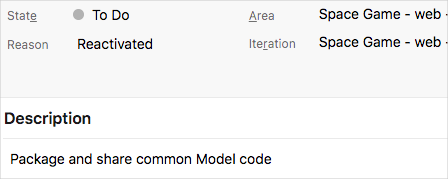 State To Do Area Space Game - web -
Reason Reactivated Iteration Space Game - web -
Description
Package and share common Model code